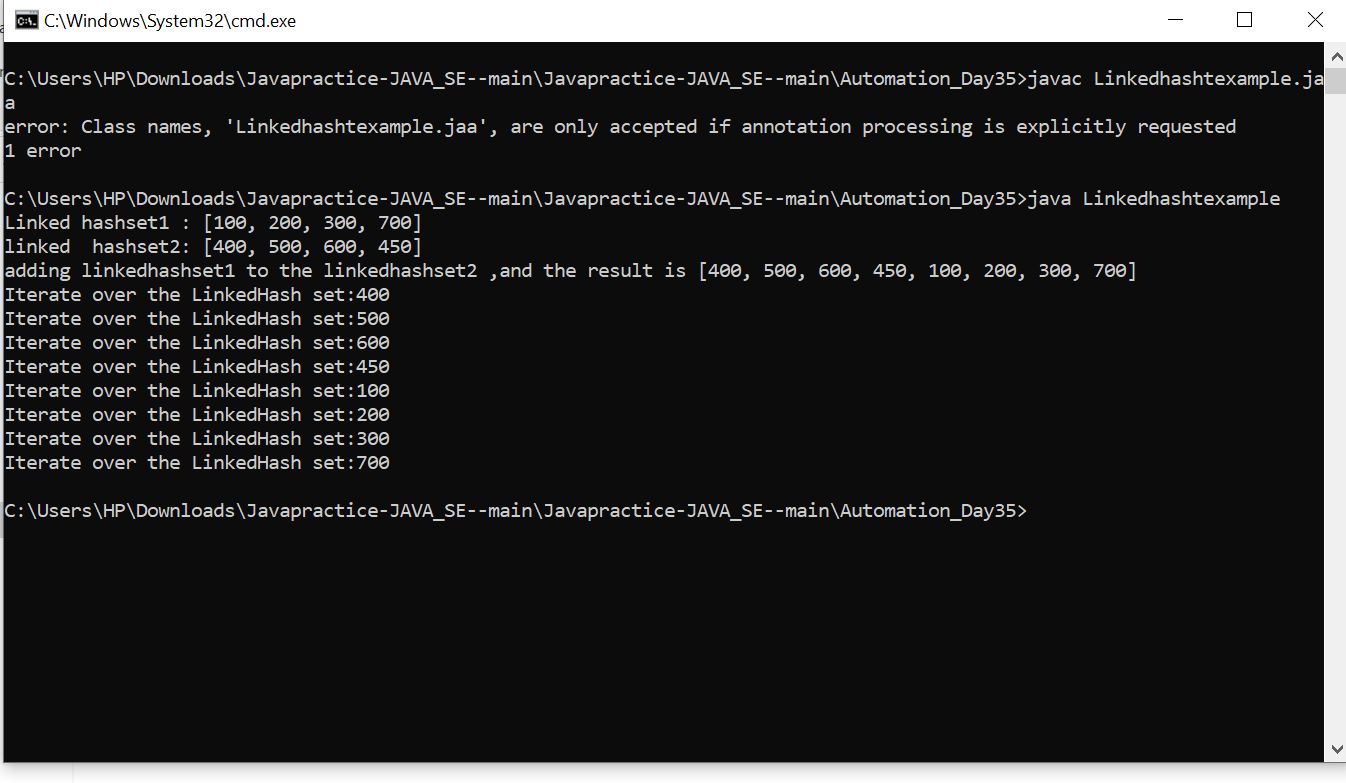 C:\Windows\System32\cmd.exe
C:\Users\HP\Downloads\Javapractice-JAVA_SE--main\Javapractice-JAVA_SE--main\Automation_Day35>javac Linkedhashtexample.ja
a
error: Class names, 'Linkedhashtexample.jaa', are only accepted if annotation processing is explicitly requested
1 error
C:\Users\HP\Downloads\Javapractice-JAVA_SE--main\Javapractice-JAVA_SE--main\Automation_Day35>java Linkedhashtexample
Linked hashset1 : [100, 200, 300, 700]
linked  hashset2: [400, 500, 600, 450]
adding linkedhashset1 to the linkedhashset2 ,and the result is [400, 500, 600, 450, 100, 200, 300, 700]
Iterate over the LinkedHash set:400
Iterate over the LinkedHash set:500
Iterate over the LinkedHash set:600
Iterate over the LinkedHash set:450
Iterate over the LinkedHash set:100
Iterate over the LinkedHash set:200
Iterate over the LinkedHash set:300
Iterate over the LinkedHash set:700
C:\Users\HP\Downloads\Javapractice-JAVA_SE--main\Javapractice-JAVA_SE--main\Automation_Day35>